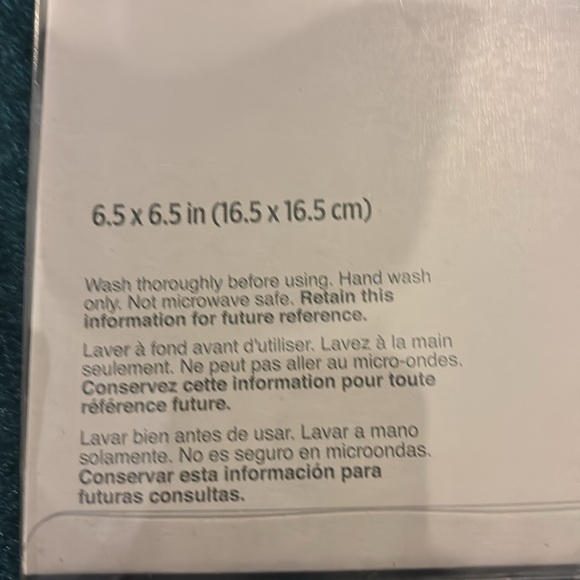 6.5 x 6.5 in (16.5 x 16.5 cm)
Wash thoroughly before using. Hand wash
only. Not microwave safe. Retain this
information for future reference.
Laver à fond avant d'utiliser. Lavez à la main
seulement. Ne peut pas aller au micro-ondes.
Conservez cette information pour toute
référence future.
Lavar bien antes de usar. Lavar a mano
solamente. No es seguro en microondas.
Conservar esta información para
futuras consultas.